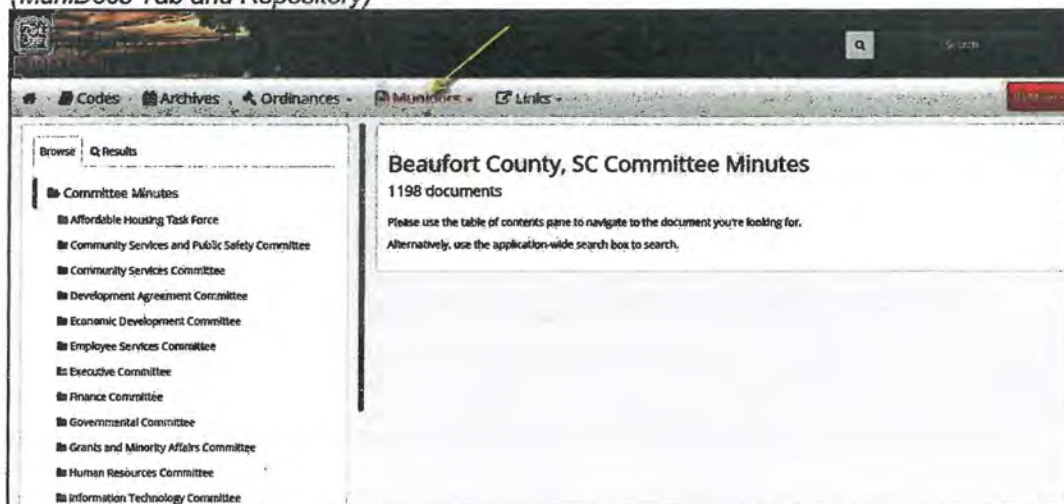 (MuniDocs Tab and Repository)
Search
Codes Archives Ordinances MuniDocs Links
Browse Results
Committee Minutes
Affordable Housing Task Force
Community Services and Public Safety Committee
Community Services Committee
Development Agreement Committee
Economic Development Committee
Employee Services Committee
Executive Committee
Finance Committee
Governmental Committee
Grants and Minority Affairs Committee
Human Resources Committee
Information Technology Committee
Beaufort County, SC Committee Minutes
1198 documents
Please use the table of contents pane to navigate to the document you're looking for.
Alternatively, use the application-wide search box to search.